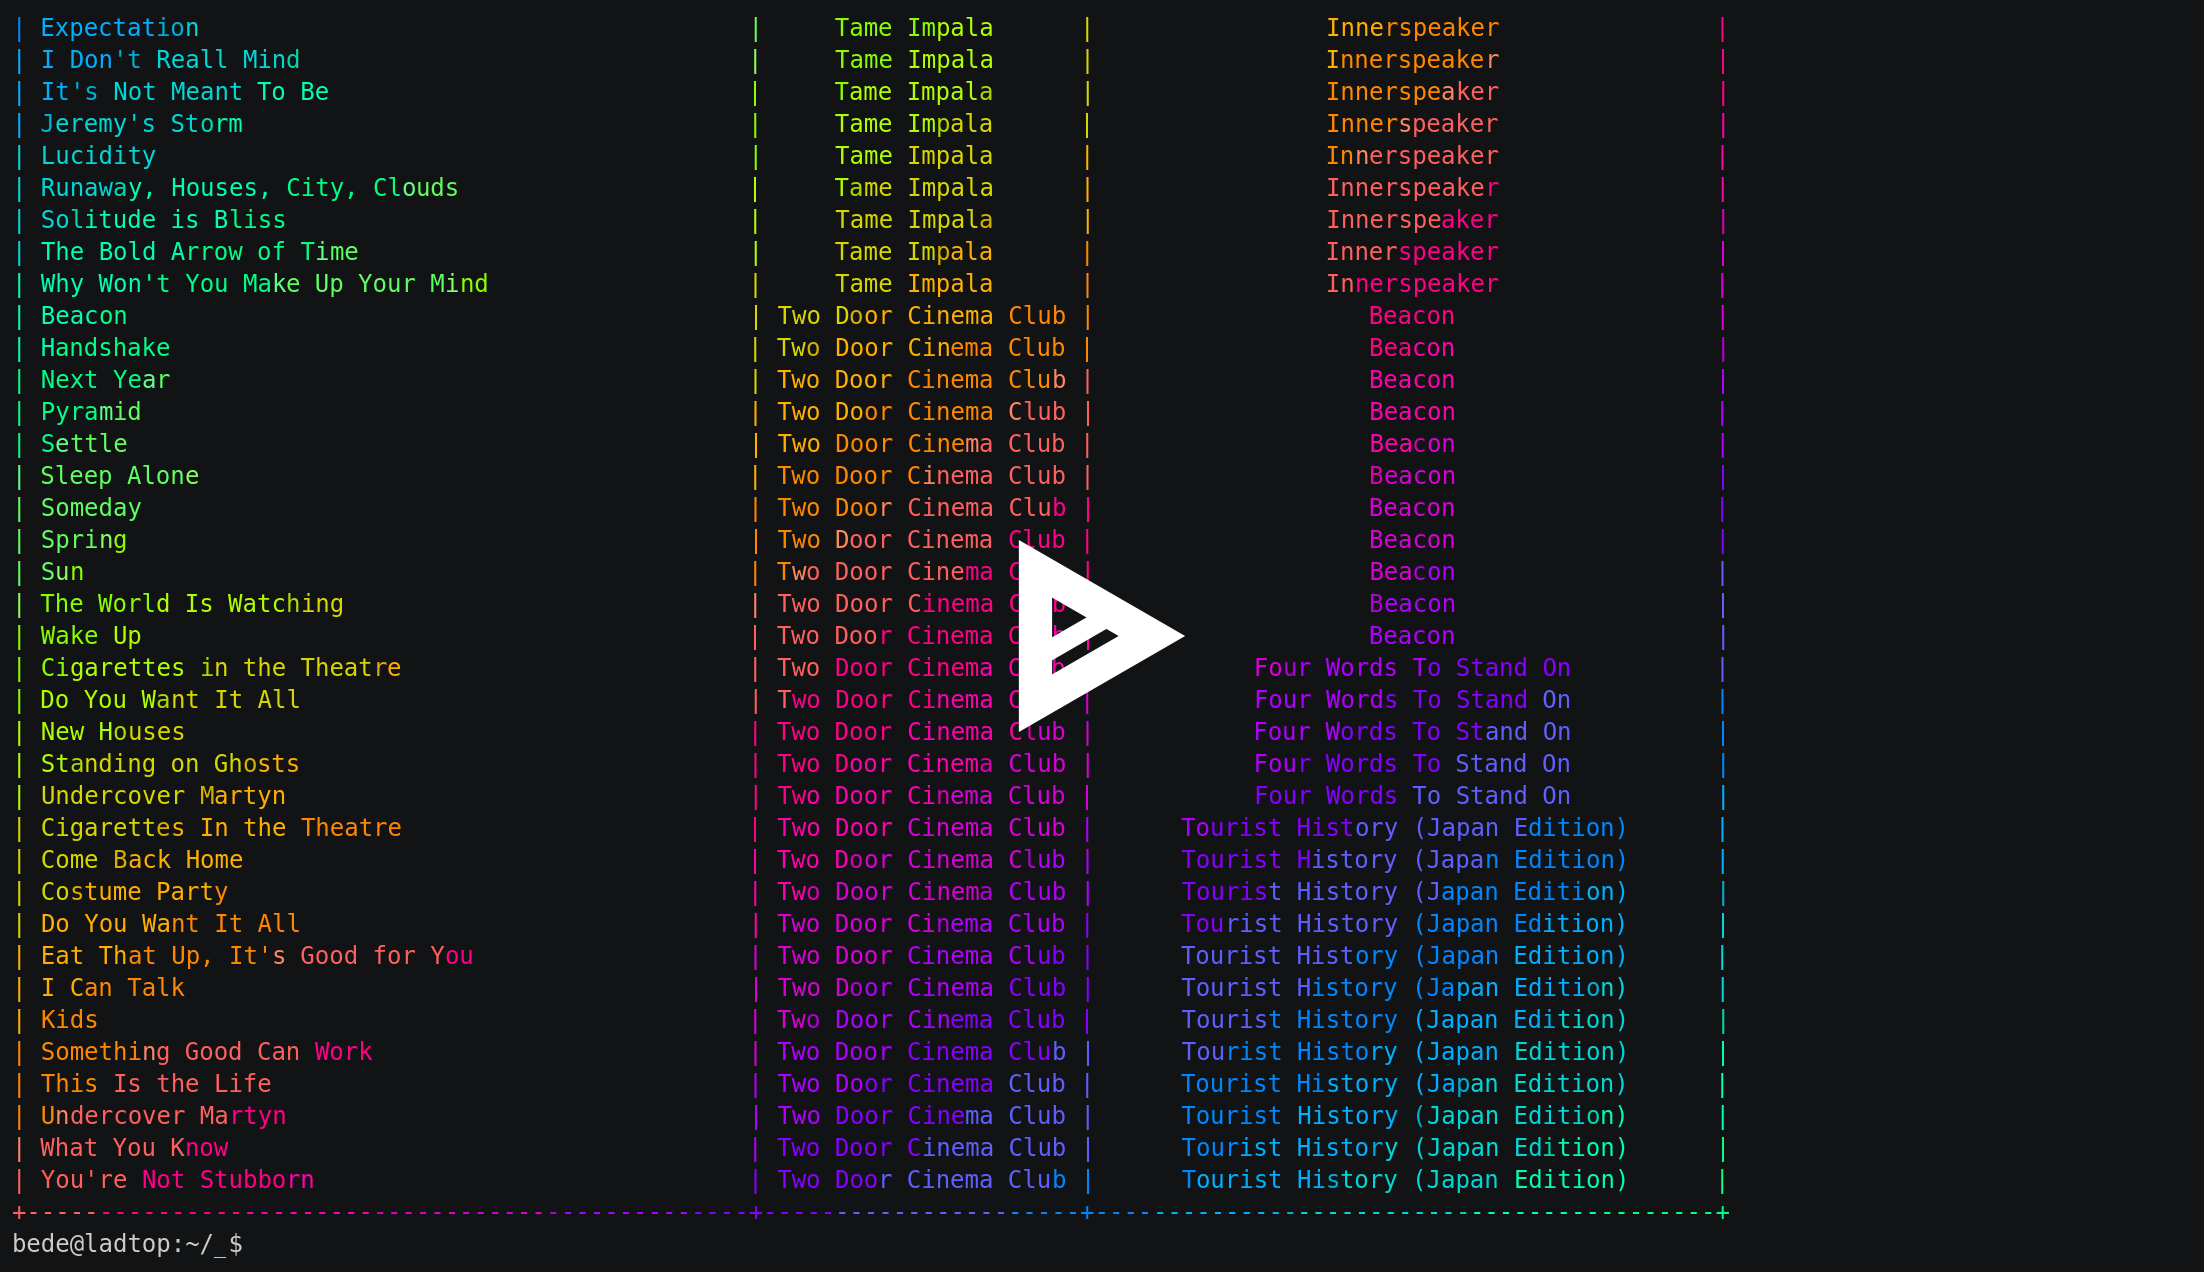 | Expectation | Tame Impala | Innerspeaker |
| I Don't Reall Mind | Tame Impala | Innerspeaker |
| It's Not Meant To Be | Tame Impala | Innerspeaker |
| Jeremy's Storm | Tame Impala | Innerspeaker |
| Lucidity | Tame Impala | Innerspeaker |
| Runaway, Houses, City, Clouds | Tame Impala | Innerspeaker |
| Solitude is Bliss | Tame Impala | Innerspeaker |
| The Bold Arrow of Time | Tame Impala | Innerspeaker |
| Why Won't You Make Up Your Mind | Tame Impala | Innerspeaker |
| Beacon | Two Door Cinema Club | Beacon |
| Handshake | Two Door Cinema Club | Beacon |
| Next Year | Two Door Cinema Club | Beacon |
| Pyramid | Two Door Cinema Club | Beacon |
| Settle | Two Door Cinema Club | Beacon |
| Sleep Alone | Two Door Cinema Club | Beacon |
| Someday | Two Door Cinema Club | Beacon |
| Spring | Two Door Cinema Club | Beacon |
| Sun | Two Door Cinema | Beacon |
| The World Is Watching | Two Door Cinema | Beacon |
| Wake Up | Two Door Cinema | Beacon |
| Cigarettes in the Theatre | Two Door Cinema | Four Words To Stand On |
| Do You Want It All | Two Door Cinema | Four Words To Stand On |
| New Houses | Two Door Cinema Club | Four Words To Stand On |
| Standing on Ghosts | Two Door Cinema Club | Four Words To Stand On |
| Undercover Martyn | Two Door Cinema Club | Four Words To Stand On |
| Cigarettes In the Theatre | Two Door Cinema Club | Tourist History (Japan Edition) |
| Come Back Home | Two Door Cinema Club | Tourist History (Japan Edition) |
| Costume Party | Two Door Cinema Club | Tourist History (Japan Edition) |
| Do You Want It All | Two Door Cinema Club | Tourist History (Japan Edition) |
| Eat That Up, It's Good for You | Two Door Cinema Club | Tourist History (Japan Edition) |
| I Can Talk | Two Door Cinema Club | Tourist History (Japan Edition) |
| Kids | Two Door Cinema Club | Tourist History (Japan Edition) |
| Something Good Can Work | Two Door Cinema Club | Tourist History (Japan Edition) |
| This Is the Life | Two Door Cinema Club | Tourist History (Japan Edition) |
| Undercover Martyn | Two Door Cinema Club | Tourist History (Japan Edition) |
| What You Know | Two Door Cinema Club | Tourist History (Japan Edition) |
| You're Not Stubborn | Two Door Cinema Club | Tourist History (Japan Edition) |
+--------------------------------------------------+----------------------+-------------------------------------------+
bede@ladtop:~/_$